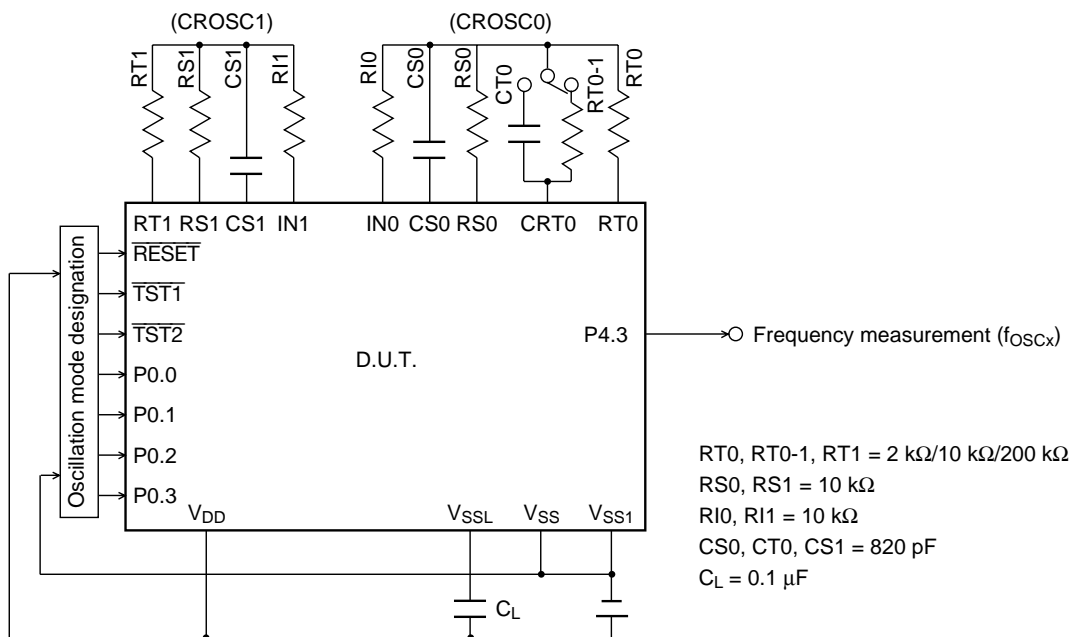 (CROSC1)
(CROSC0)
RT1
RS1
CS1
RI1
RI0
CS0
RS0
CT0
RT0-1
RT0
RT1 RS1 CS1 IN1 IN0 CS0 RS0 CRT0 RT0
Oscillation mode designation
RESET
TST1
TST2
P0.0
P0.1
P0.2
P0.3
D.U.T.
P4.3
Frequency measurement (fOSCx)
VDD VSSL VSS VSS1
CL
RT0, RT0-1, RT1 = 2 kΩ/10 kΩ/200 kΩ
RS0, RS1 = 10 kΩ
RI0, RI1 = 10 kΩ
CS0, CT0, CS1 = 820 pF
CL = 0.1 μF